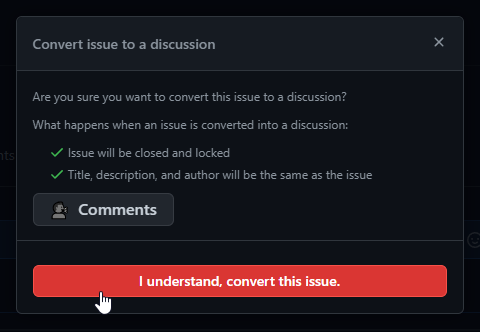 Convert issue to a discussion
Are you sure you want to convert this issue to a discussion?
What happens when an issue is converted into a discussion:
Issue will be closed and locked
Title, description, and author will be the same as the issue
Comments
I understand, convert this issue.